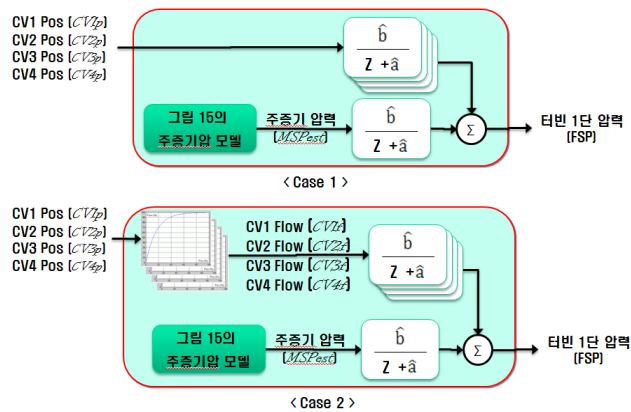 CV1 Pos (CV1p)
CV2 Pos (CV2p)
CV3 Pos (CV3p)
CV4 Pos (CV4p)
b̂
Z + â
그림 15의
주증기압 모델
주증기 압력
(MSPest)
b̂
Z + â
Σ
터빈 1단 압력
(FSP)
< Case 1 >
CV1 Pos (CV1p)
CV2 Pos (CV2p)
CV3 Pos (CV3p)
CV4 Pos (CV4p)
CV1 Flow (CV1f)
CV2 Flow (CV2f)
CV3 Flow (CV3f)
CV4 Flow (CV4f)
b̂
Z + â
그림 15의
주증기압 모델
주증기 압력
(MSPest)
b̂
Z + â
Σ
터빈 1단 압력
(FSP)
< Case 2 >